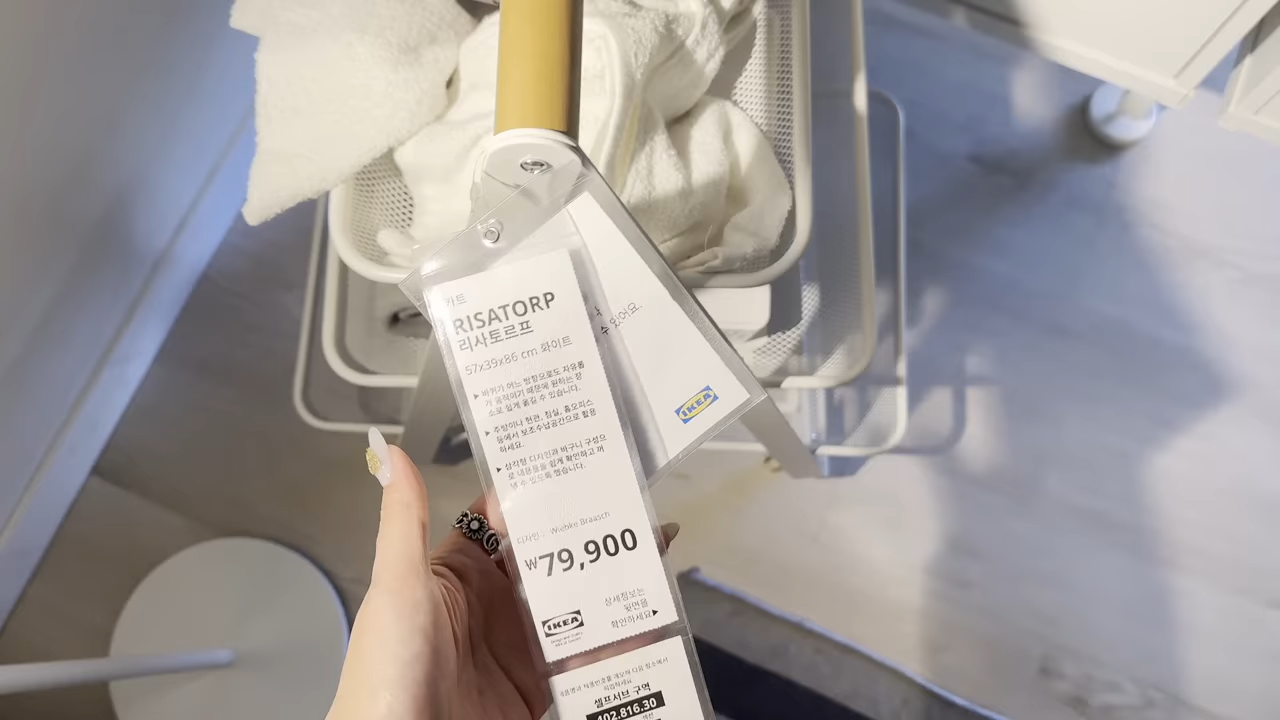 카트
RISATORP
리사토르프
57x39x86 cm 화이트
▶ 바퀴가 어느 방향으로도 자유롭
게 움직이기 때문에 원하는 장
소로 쉽게 옮길 수 있습니다.
▶ 주방이나 현관, 침실, 홈오피스
등에서 보조수납공간으로 활용
하세요.
▶ 삼각형 디자인과 바구니 구성으
로 내용물을 쉽게 확인하고 꺼
낼 수 있도록 했습니다.
디자인 : Wiebke Braasch
₩79,900
상세정보는
뒷면을
확인하세요▶
IKEA
수 있어요.
IKEA
셀프서브 구역
402.816.30